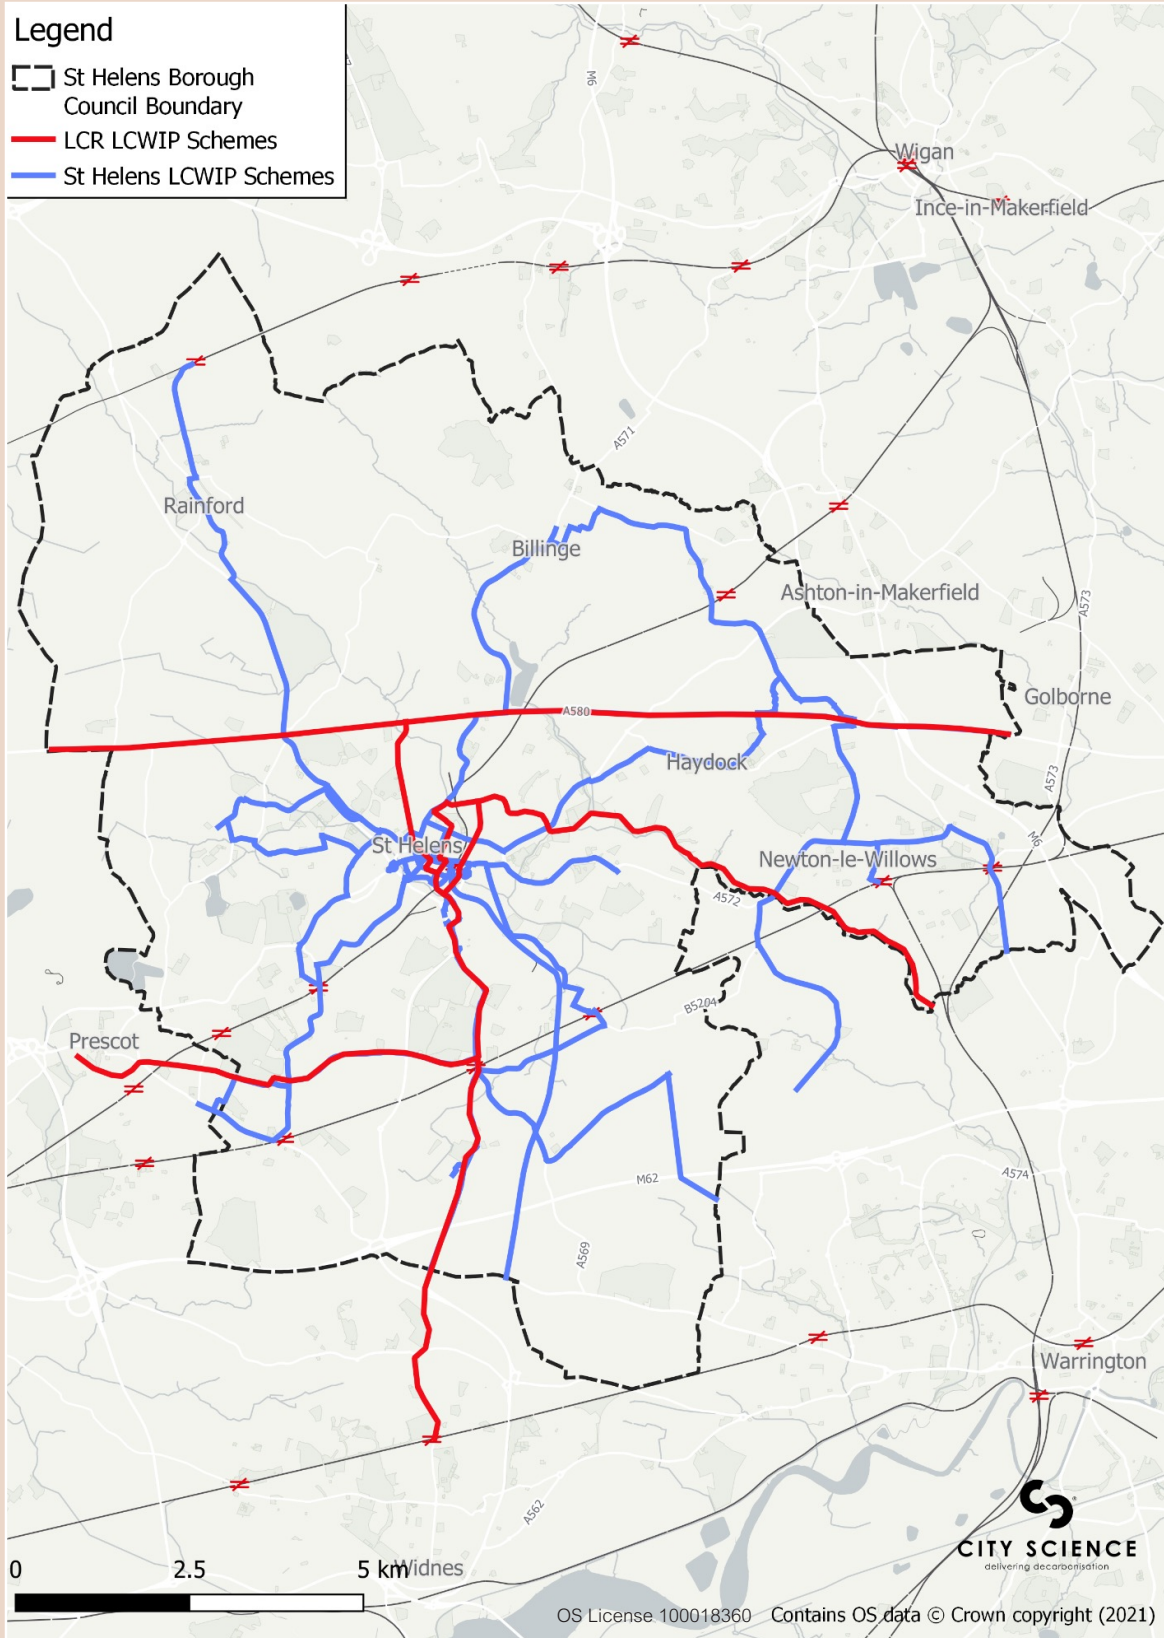 Legend
St Helens Borough
Council Boundary
LCR LCWIP Schemes
St Helens LCWIP Schemes
M6
Wigan
Ince-in-Makerfield
A571
Rainford
Billinge
Ashton-in-Makerfield
A573
Golborne
A580
Haydock
A573
M6
St Helens
Newton-le-Willows
A572
B5204
Prescot
M62
A574
A569
Warrington
A562
CITY SCIENCE
delivering decarbonisation
0 2.5 5 km
Widnes
OS License 100018360 Contains OS data © Crown copyright (2021)